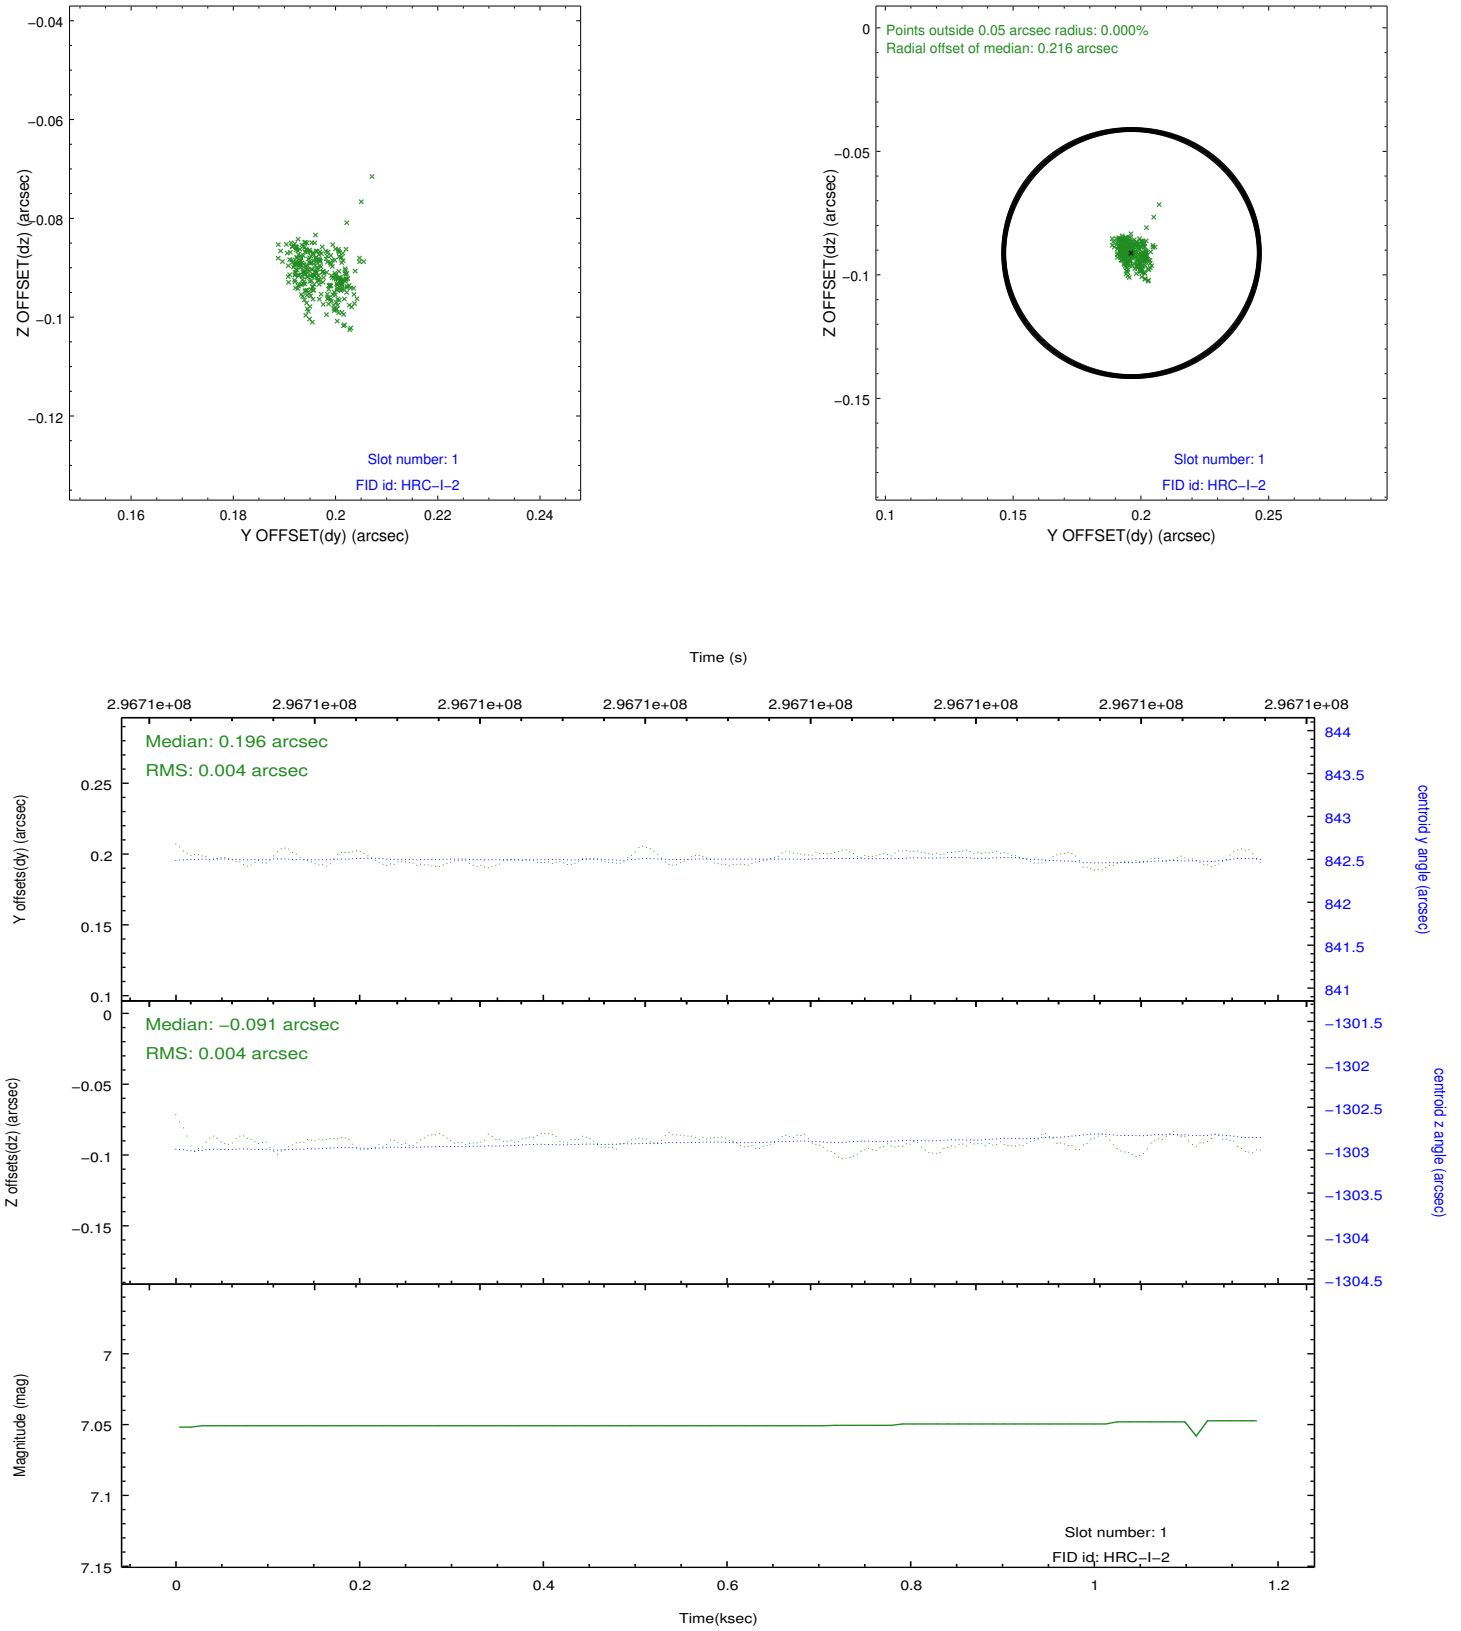 −0.04
−0.06
−0.08
−0.1
−0.12
Z OFFSET(dz) (arcsec)
0.16
0.18
0.2
0.22
0.24
Y OFFSET(dy) (arcsec)
Slot number: 1
FID id: HRC−I−2
Points outside 0.05 arcsec radius: 0.000%
Radial offset of median: 0.216 arcsec
0
−0.05
−0.1
−0.15
Z OFFSET(dz) (arcsec)
0.1
0.15
0.2
0.25
Y OFFSET(dy) (arcsec)
Slot number: 1
FID id: HRC−I−2
Time (s)
2.9671e+08
2.9671e+08
2.9671e+08
2.9671e+08
2.9671e+08
2.9671e+08
2.9671e+08
2.9671e+08
Median: 0.196 arcsec
RMS: 0.004 arcsec
0.25
0.2
0.15
0.1
Y offsets(dy) (arcsec)
844
843.5
843
842.5
842
841.5
841
centroid y angle (arcsec)
Median: −0.091 arcsec
RMS: 0.004 arcsec
0
−0.05
−0.1
−0.15
Z offsets(dz) (arcsec)
−1301.5
−1302
−1302.5
−1303
−1303.5
−1304
−1304.5
centroid z angle (arcsec)
7
7.05
7.1
7.15
Magnitude (mag)
Slot number: 1
FID id: HRC−I−2
0
0.2
0.4
0.6
0.8
1
1.2
Time(ksec)